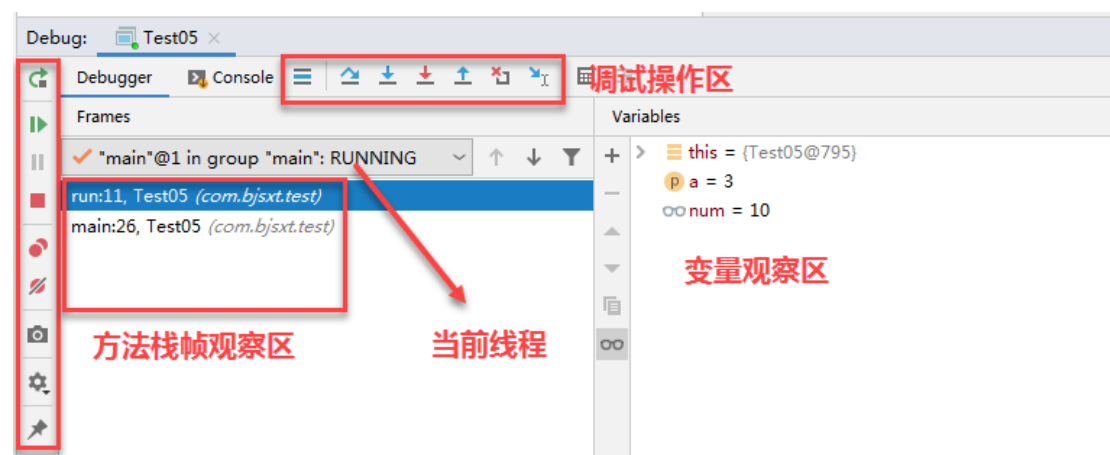 Debug: Test05
Debugger Console 调试操作区
Frames Variables
"main"@1 in group "main": RUNNING
this = {Test05@795}
run:11, Test05 (com.bjsxt.test)
p a = 3
main:26, Test05 (com.bjsxt.test)
num = 10
变量观察区
方法栈帧观察区 当前线程